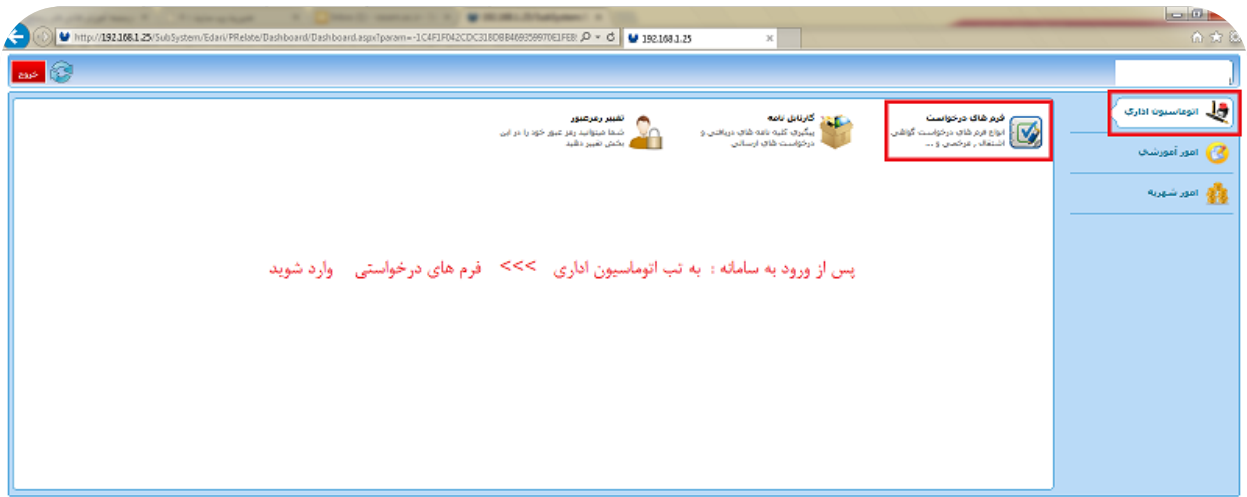 http://192.168.1.25/SubSystem/Edari/PRelate/Dashboard/Dashboard.aspx?param=
192.168.1.25
خروج
اتوماسیون اداری
امور آموزشی
امور شهریه
فرم های درخواست
انواع فرم های درخواست گواهی
اشتغال , مرخصی و ...
کارتابل نامه
پیگیری کلیه نامه های دریافتی و
درخواست های ارسالی
تغییر رمزعبور
شما میتوانید رمز عبور خود را در این
بخش تغییر دهید
پس از ورود به سامانه : به تب اتوماسیون اداری >>> فرم های درخواستی وارد شوید